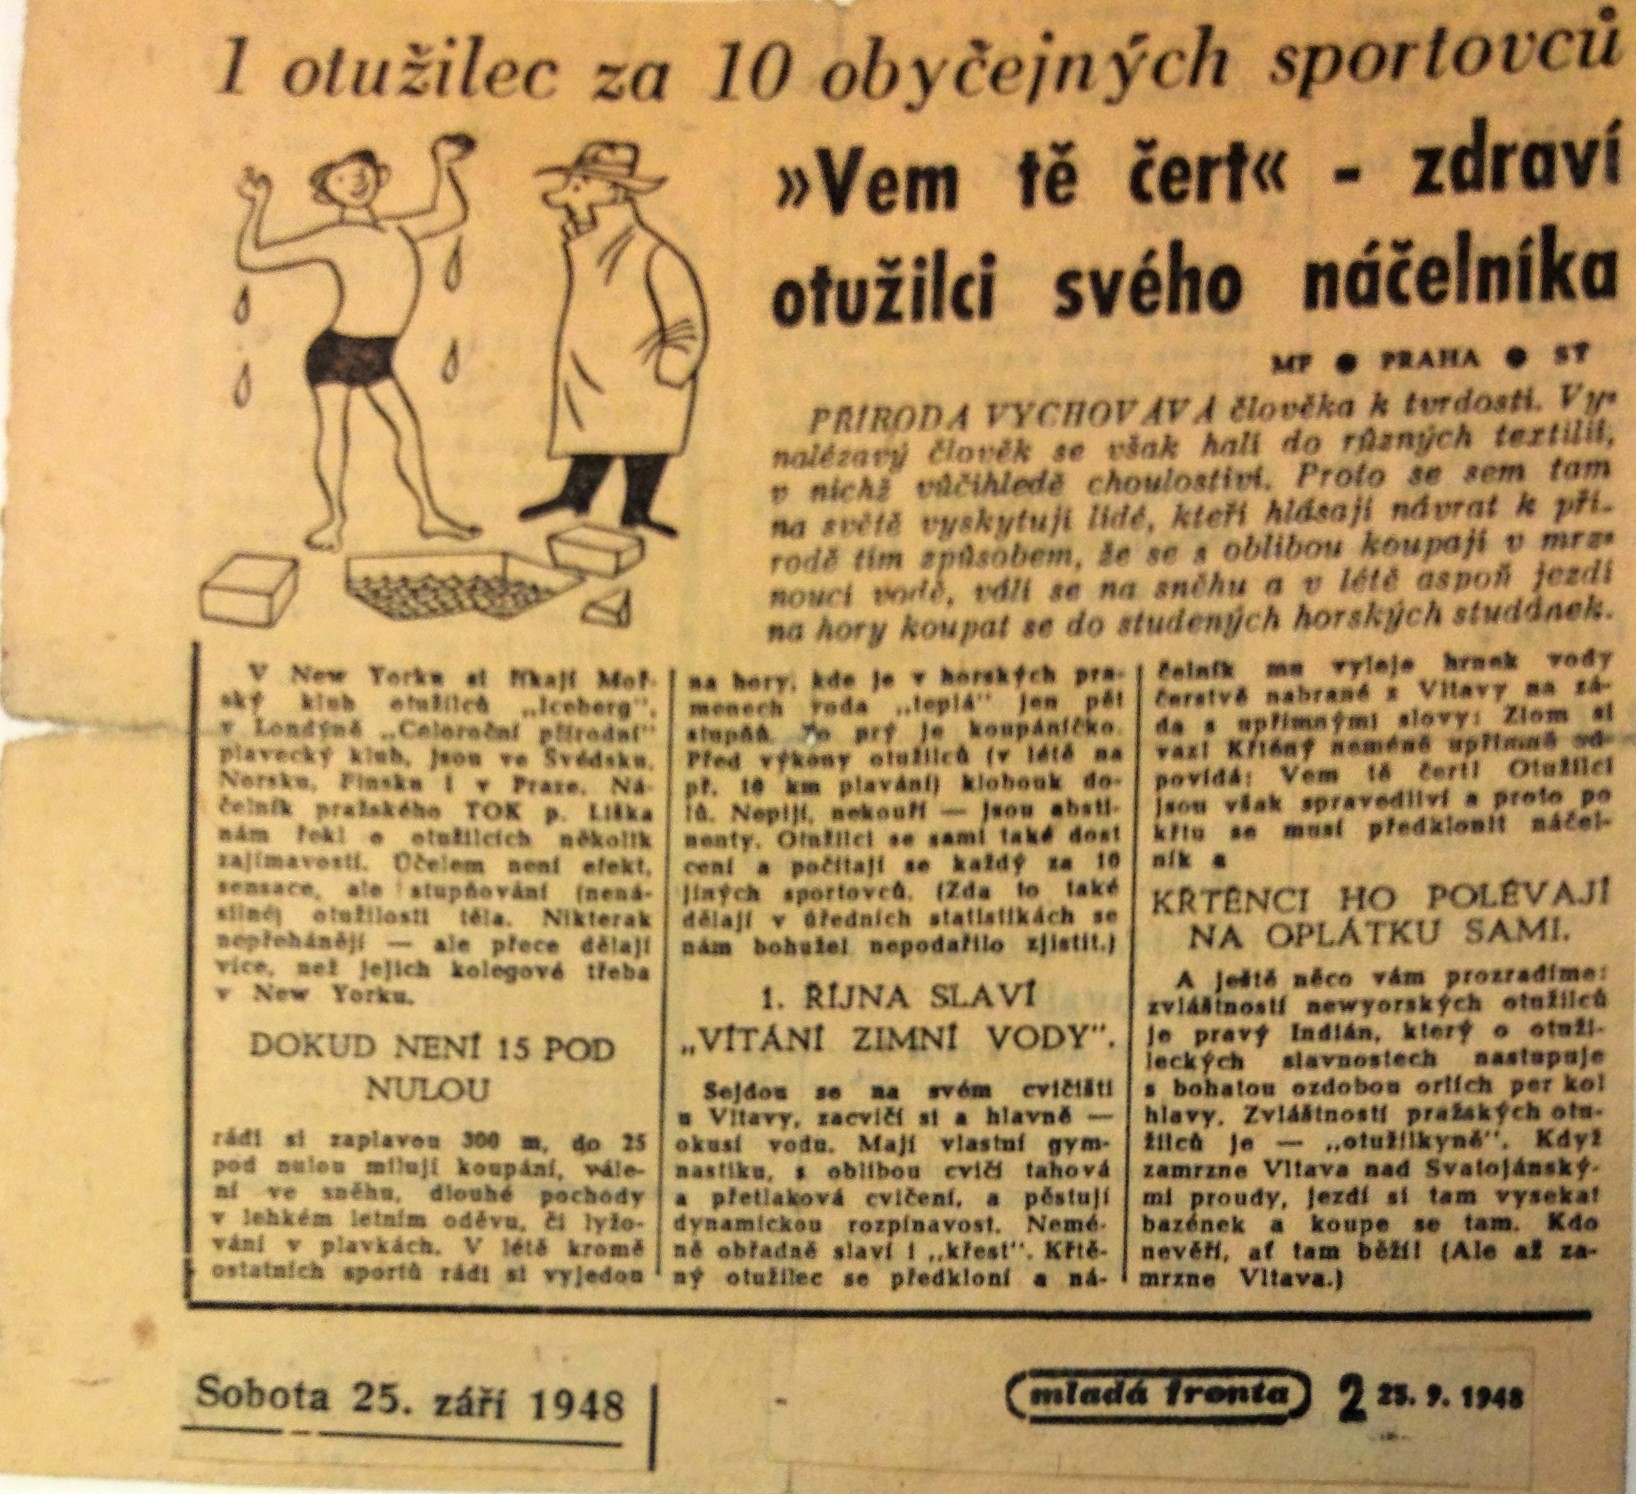 1 otužilec za 10 obyčejných sportovců
»Vem tě čert« - zdraví
otužilci svého náčelníka
MF ● PRAHA ● ST
PŘÍRODA VYCHOVÁVÁ člověka k tvrdosti. Vy-
nalézavý člověk se však halí do různých textilií,
v nichž vůčihledě choulostiví. Proto se sem tam
na světě vyskytují lidé, kteří hlásají návrat k pří-
rodě tím způsobem, že se s oblibou koupají v mrz-
noucí vodě, válí se na sněhu a v létě aspoň jezdí
na hory koupat se do studených horských studánek.
V New Yorku si říkají Moř-
ský klub otužilců „Iceberg",
v Londýně „Celoroční přírodní"
plavecký klub, jsou ve Švédsku,
Norsku, Finsku i v Praze. Ná-
čelník pražského TOK p. Liška
nám řekl o otužilcích několik
zajímavostí. Účelem není efekt,
sensace, ale stupňování (nená-
silné) otužilosti těla. Nikterak
nepřehánějí — ale přece dělají
více, než jejich kolegové třeba
v New Yorku.
DOKUD NENÍ 15 POD
NULOU
rádi si zaplavou 300 m, do 25
pod nulou milují koupání, vále-
ní ve sněhu, dlouhé pochody
v lehkém letním oděvu, či lyžo-
vání v plavkách. V létě kromě
ostatních sportů rádi si vyjedou
na hory, kde je v horských pra-
menech voda „teplá" jen pět
stupňů. To prý je koupáníčko.
Před výkony otužilců (v létě na
př. 10 km plavání) klobouk do-
lů. Nepijí, nekouří — jsou absti-
nenty. Otužilci se sami také dost
cení a počítají se každý za 10
jiných sportovců. (Zda to také
dělají v úředních statistikách se
nám bohužel nepodařilo zjistit.)
1. ŘÍJNA SLAVÍ
„VÍTÁNÍ ZIMNÍ VODY".
Sejdou se na svém cvičišti
u Vltavy, zacvičí si a hlavně —
okusí vodu. Mají vlastní gym-
nastiku, s oblibou cvičí tahová
a přetlaková cvičení, a pěstují
dynamickou rozpínavost. Nemé-
ně obřadně slaví i „křest". Křtě-
ný otužilec se předkloní a ná-
čelník mu vyleje hrnek vody
čerstvě nabrané z Vltavy na zá-
da s upřímnými slovy: Zlom si
vaz! Křtěný neméně upřímně od-
povídá: Vem tě čert! Otužilci
jsou však spravedliví a proto po
křtu se musí předklonit náčel-
ník a
KŘTĚNCI HO POLÉVAJÍ
NA OPLÁTKU SAMI.
A ještě něco vám prozradíme:
zvláštností newyorských otužilců
je pravý Indián, který o otuži-
leckých slavnostech nastupuje
s bohatou ozdobou orlích per kol
hlavy. Zvláštností pražských otu-
žilců je — „otužilkyně". Když
zamrzne Vltava nad Svatojánský-
mi proudy, jezdí si tam vysekat
bazének a koupe se tam. Kdo
nevěří, ať tam běží! (Ale až za-
mrzne Vltava.)
Sobota 25. září 1948
mladá fronta 2 25. 9. 1948